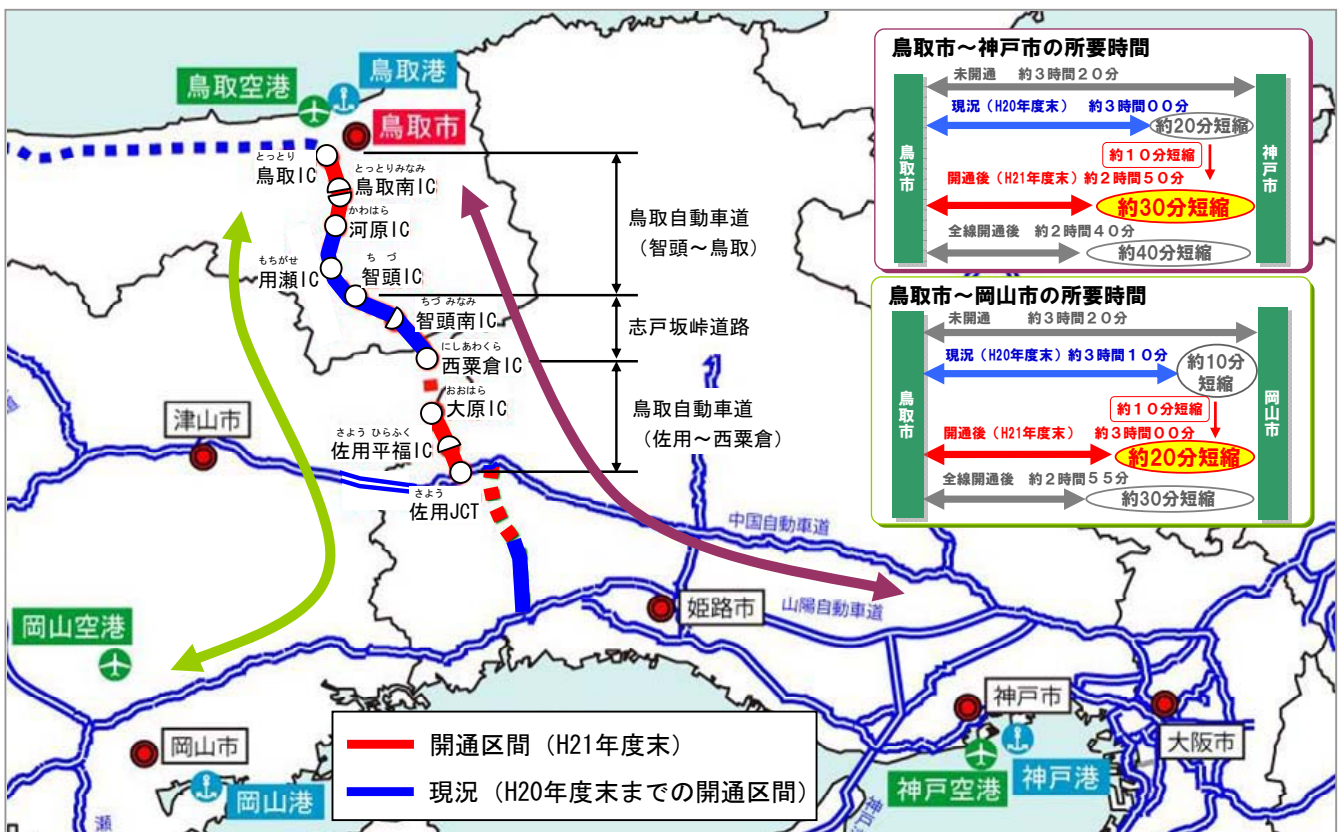 鳥取空港
鳥取港
鳥取市
とっとり
鳥取IC
とっとりみなみ
鳥取南IC
かわはら
河原IC
もちがせ
用瀬IC
ちづ
智頭IC
ちづ みなみ
智頭南IC
にしあわくら
西粟倉IC
おおはら
大原IC
さよう ひらふく
佐用平福IC
さよう
佐用JCT
鳥取自動車道
(智頭～鳥取)
志戸坂峠道路
鳥取自動車道
(佐用～西粟倉)
津山市
中国自動車道
山陽自動車道
姫路市
岡山空港
岡山市
岡山港
神戸市
神戸空港
神戸港
大阪市
瀬
道
開通区間 (H21年度末)
現況 (H20年度末までの開通区間)
鳥取市～神戸市の所要時間
未開通 約3時間20分
現況(H20年度末) 約3時間00分
約20分短縮
約10分短縮
開通後(H21年度末)約2時間50分
約30分短縮
全線開通後 約2時間40分
約40分短縮
鳥取市
神戸市
鳥取市～岡山市の所要時間
未開通 約3時間20分
現況(H20年度末)約3時間10分
約10分
短縮
約10分短縮
開通後(H21年度末) 約3時間00分
約20分短縮
全線開通後 約2時間55分
約30分短縮
鳥取市
岡山市